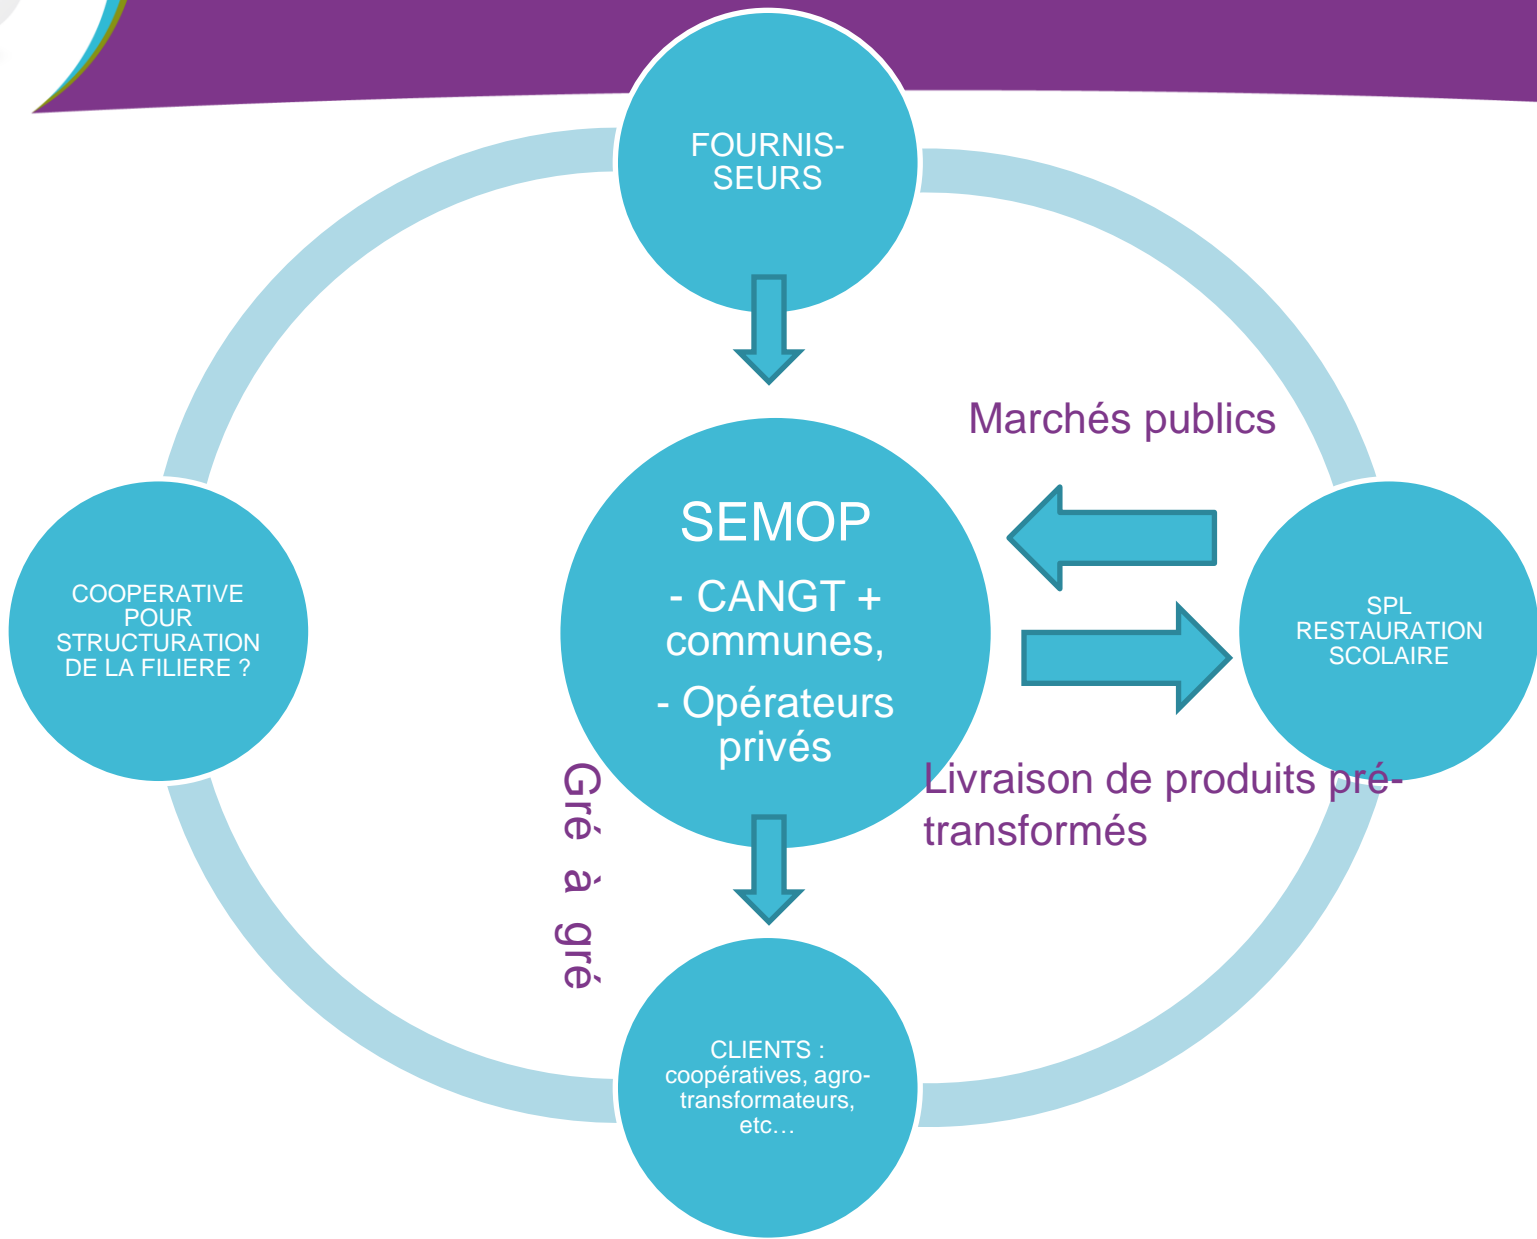 FOURNIS-
SEURS
Marchés publics
SEMOP
- CANGT +
communes,
- Opérateurs
privés
COOPERATIVE
POUR
STRUCTURATION
DE LA FILIERE ?
SPL
RESTAURATION
SCOLAIRE
Livraison de produits pré-
transformés
Gré à gré
CLIENTS :
coopératives, agro-
transformateurs,
etc…